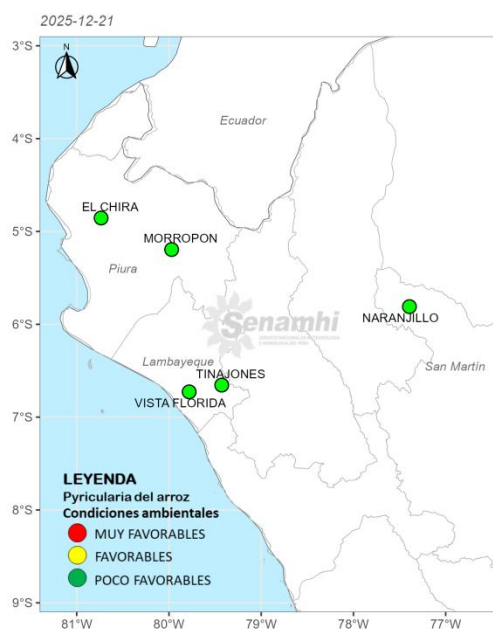 2025-12-21
3°S
N
Ecuador
4°S
EL CHIRA
5°S
MORROPON
Piura
NARANJILLO
6°S
Senamhi
Lambayeque
TINAJONES
San Martín
VISTA FLORIDA
7°S
LEYENDA
Pyricularia del arroz
Condiciones ambientales
8°S
MUY FAVORABLES
FAVORABLES
POCO FAVORABLES
9°S
81°W 80°W 79°W 78°W 77°W